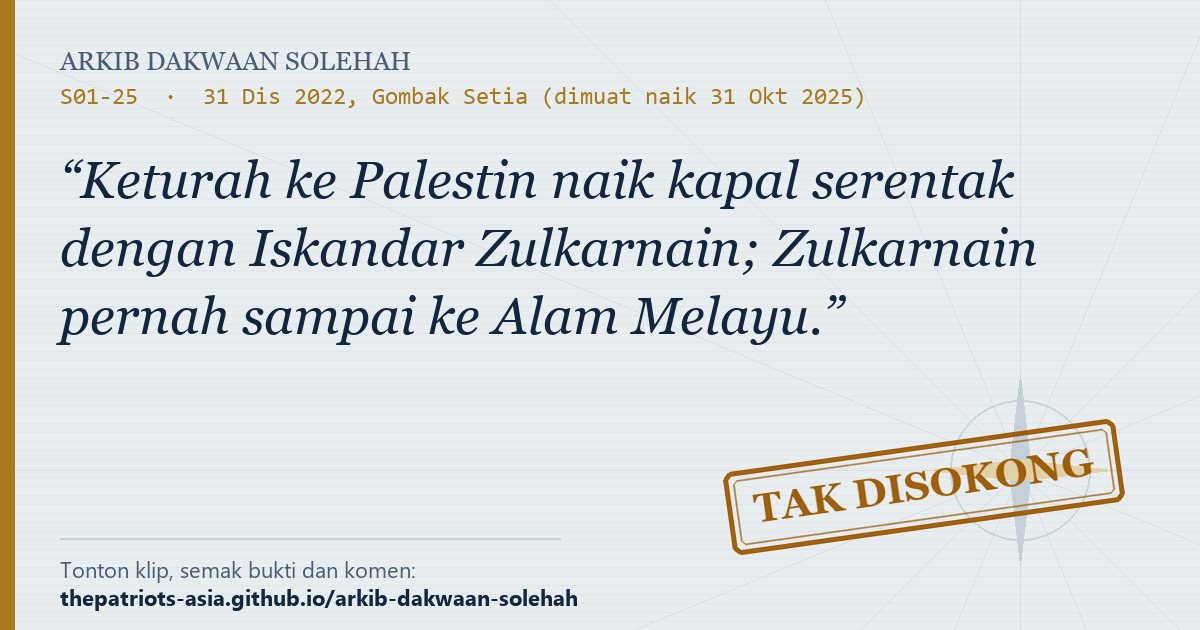 ARKIB DAKWAAN SOLEHAH
S01-25 · 31 Dis 2022, Gombak Setia (dimuat naik 31 Okt 2025)
“Keturah ke Palestin naik kapal serentak
dengan Iskandar Zulkarnain; Zulkarnain
pernah sampai ke Alam Melayu.”
TAK DISOKONG
Tonton klip, semak bukti dan komen:
thepatriots-asia.github.io/arkib-dakwaan-solehah